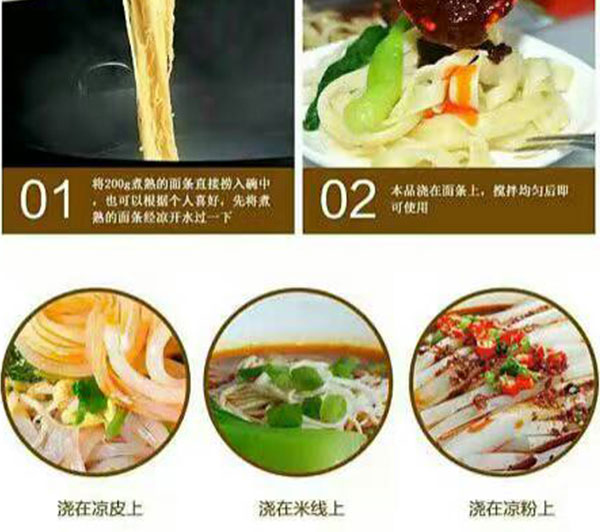 01
将200g煮熟的面条直接捞入碗中
，也可以根据个人喜好，先将煮
熟的面条经凉开水过一下
02
本品浇在面条上，搅拌均匀后即
可使用
浇在凉皮上
浇在米线上
浇在凉粉上